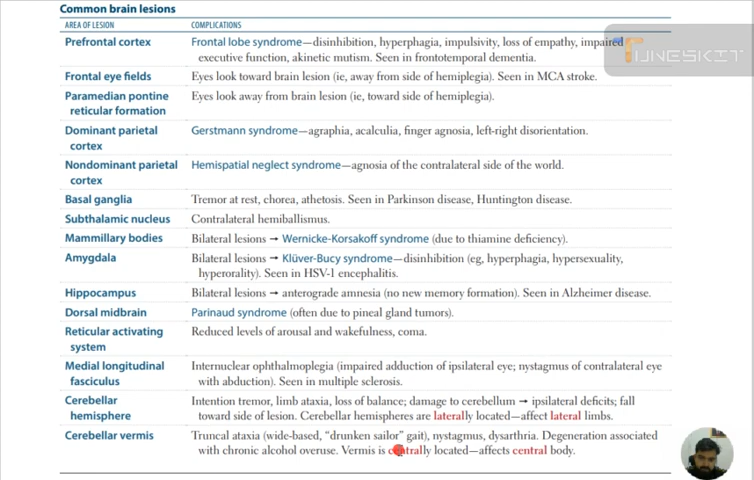 Common brain lesions
AREA OF LESION COMPLICATIONS
Prefrontal cortex Frontal lobe syndrome—disinhibition, hyperphagia, impulsivity, loss of empathy, impaired
executive function, akinetic mutism. Seen in frontotemporal dementia.
Frontal eye fields Eyes look toward brain lesion (ie, away from side of hemiplegia). Seen in MCA stroke.
Paramedian pontine Eyes look away from brain lesion (ie, toward side of hemiplegia).
reticular formation
Dominant parietal Gerstmann syndrome—agraphia, acalculia, finger agnosia, left-right disorientation.
cortex
Nondominant parietal Hemispatial neglect syndrome—agnosia of the contralateral side of the world.
cortex
Basal ganglia Tremor at rest, chorea, athetosis. Seen in Parkinson disease, Huntington disease.
Subthalamic nucleus Contralateral hemiballismus.
Mammillary bodies Bilateral lesions → Wernicke-Korsakoff syndrome (due to thiamine deficiency).
Amygdala Bilateral lesions → Klüver-Bucy syndrome—disinhibition (eg, hyperphagia, hypersexuality,
hyperorality). Seen in HSV-1 encephalitis.
Hippocampus Bilateral lesions → anterograde amnesia (no new memory formation). Seen in Alzheimer disease.
Dorsal midbrain Parinaud syndrome (often due to pineal gland tumors).
Reticular activating Reduced levels of arousal and wakefulness, coma.
system
Medial longitudinal Internuclear ophthalmoplegia (impaired adduction of ipsilateral eye; nystagmus of contralateral eye
fasciculus with abduction). Seen in multiple sclerosis.
Cerebellar Intention tremor, limb ataxia, loss of balance; damage to cerebellum → ipsilateral deficits; fall
hemisphere toward side of lesion. Cerebellar hemispheres are laterally located—affect lateral limbs.
Cerebellar vermis Truncal ataxia (wide-based, “drunken sailor” gait), nystagmus, dysarthria. Degeneration associated
with chronic alcohol overuse. Vermis is centrally located—affects central body.
TUNESKIT